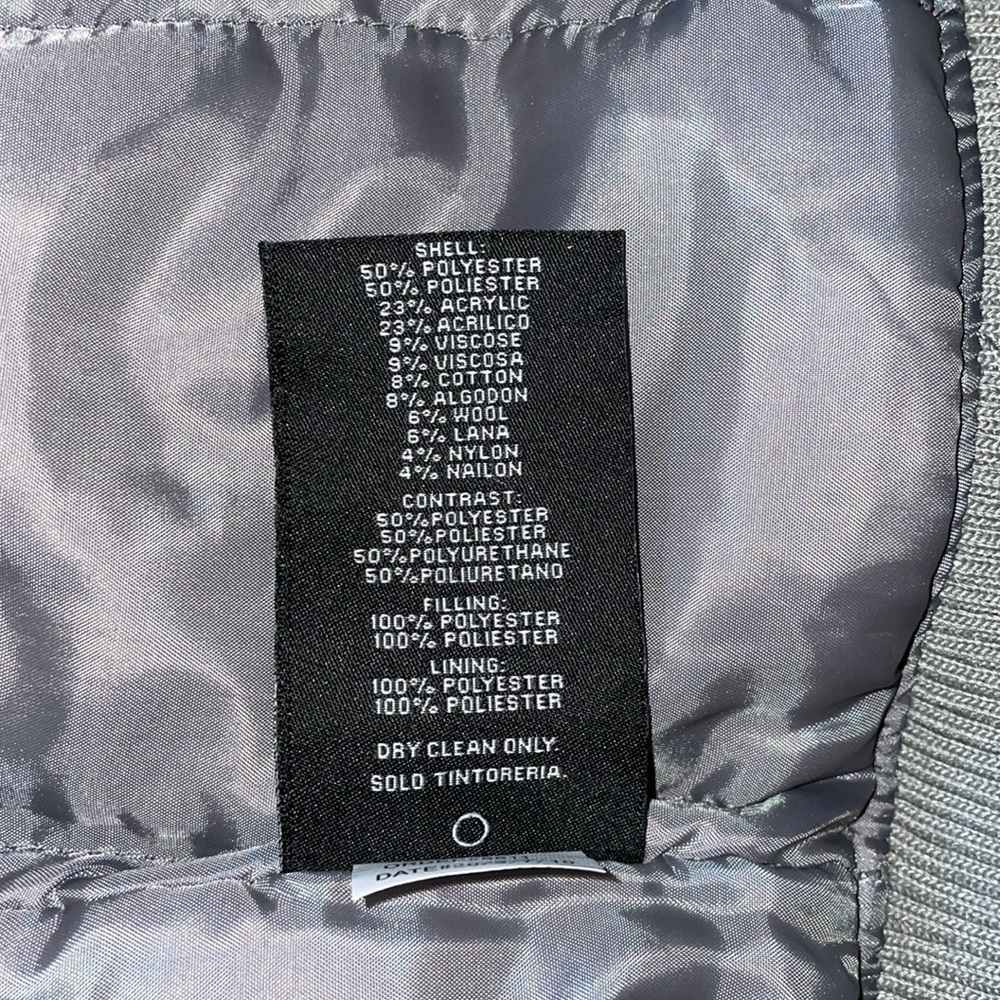 SHELL:
50% POLYESTER
50% POLIESTER
23% ACRYLIC
23% ACRILICO
9% VISCOSE
9% VISCOSA
8% COTTON
8% ALGODON
6% WOOL
6% LANA
4% NYLON
4% NAILON
CONTRAST:
50%POLYESTER
50%POLIESTER
50%POLYURETHANE
50%POLIURETANO
FILLING:
100% POLYESTER
100% POLIESTER
LINING:
100% POLYESTER
100% POLIESTER
DRY CLEAN ONLY.
SOLO TINTORERIA.
DATE